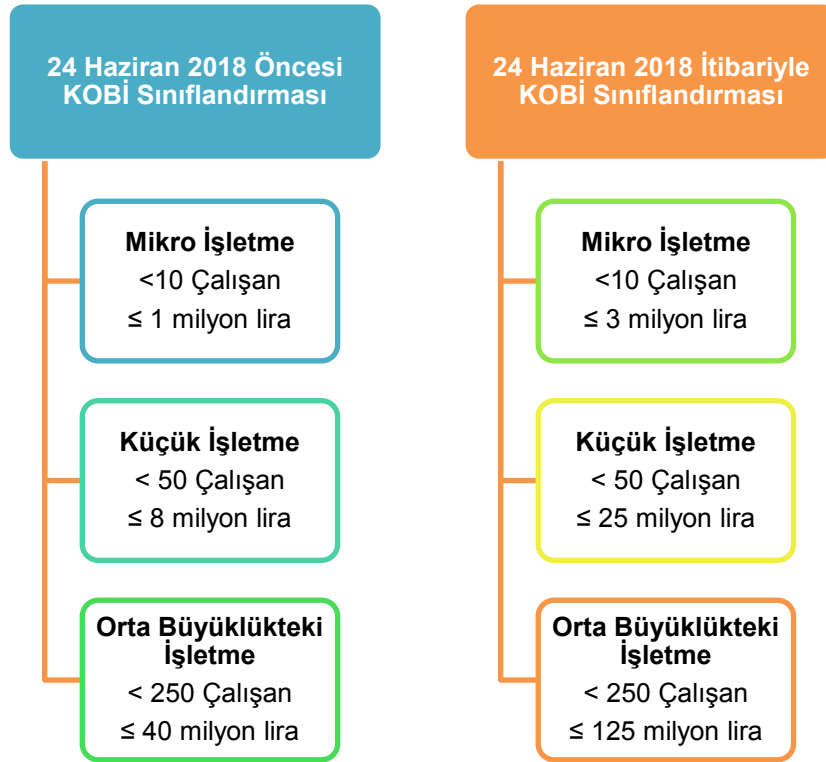 24 Haziran 2018 Öncesi
KOBİ Sınıflandırması
Mikro İşletme
<10 Çalışan
≤ 1 milyon lira
Küçük İşletme
< 50 Çalışan
≤ 8 milyon lira
Orta Büyüklükteki
İşletme
< 250 Çalışan
≤ 40 milyon lira
24 Haziran 2018 İtibariyle
KOBİ Sınıflandırması
Mikro İşletme
<10 Çalışan
≤ 3 milyon lira
Küçük İşletme
< 50 Çalışan
≤ 25 milyon lira
Orta Büyüklükteki
İşletme
< 250 Çalışan
≤ 125 milyon lira